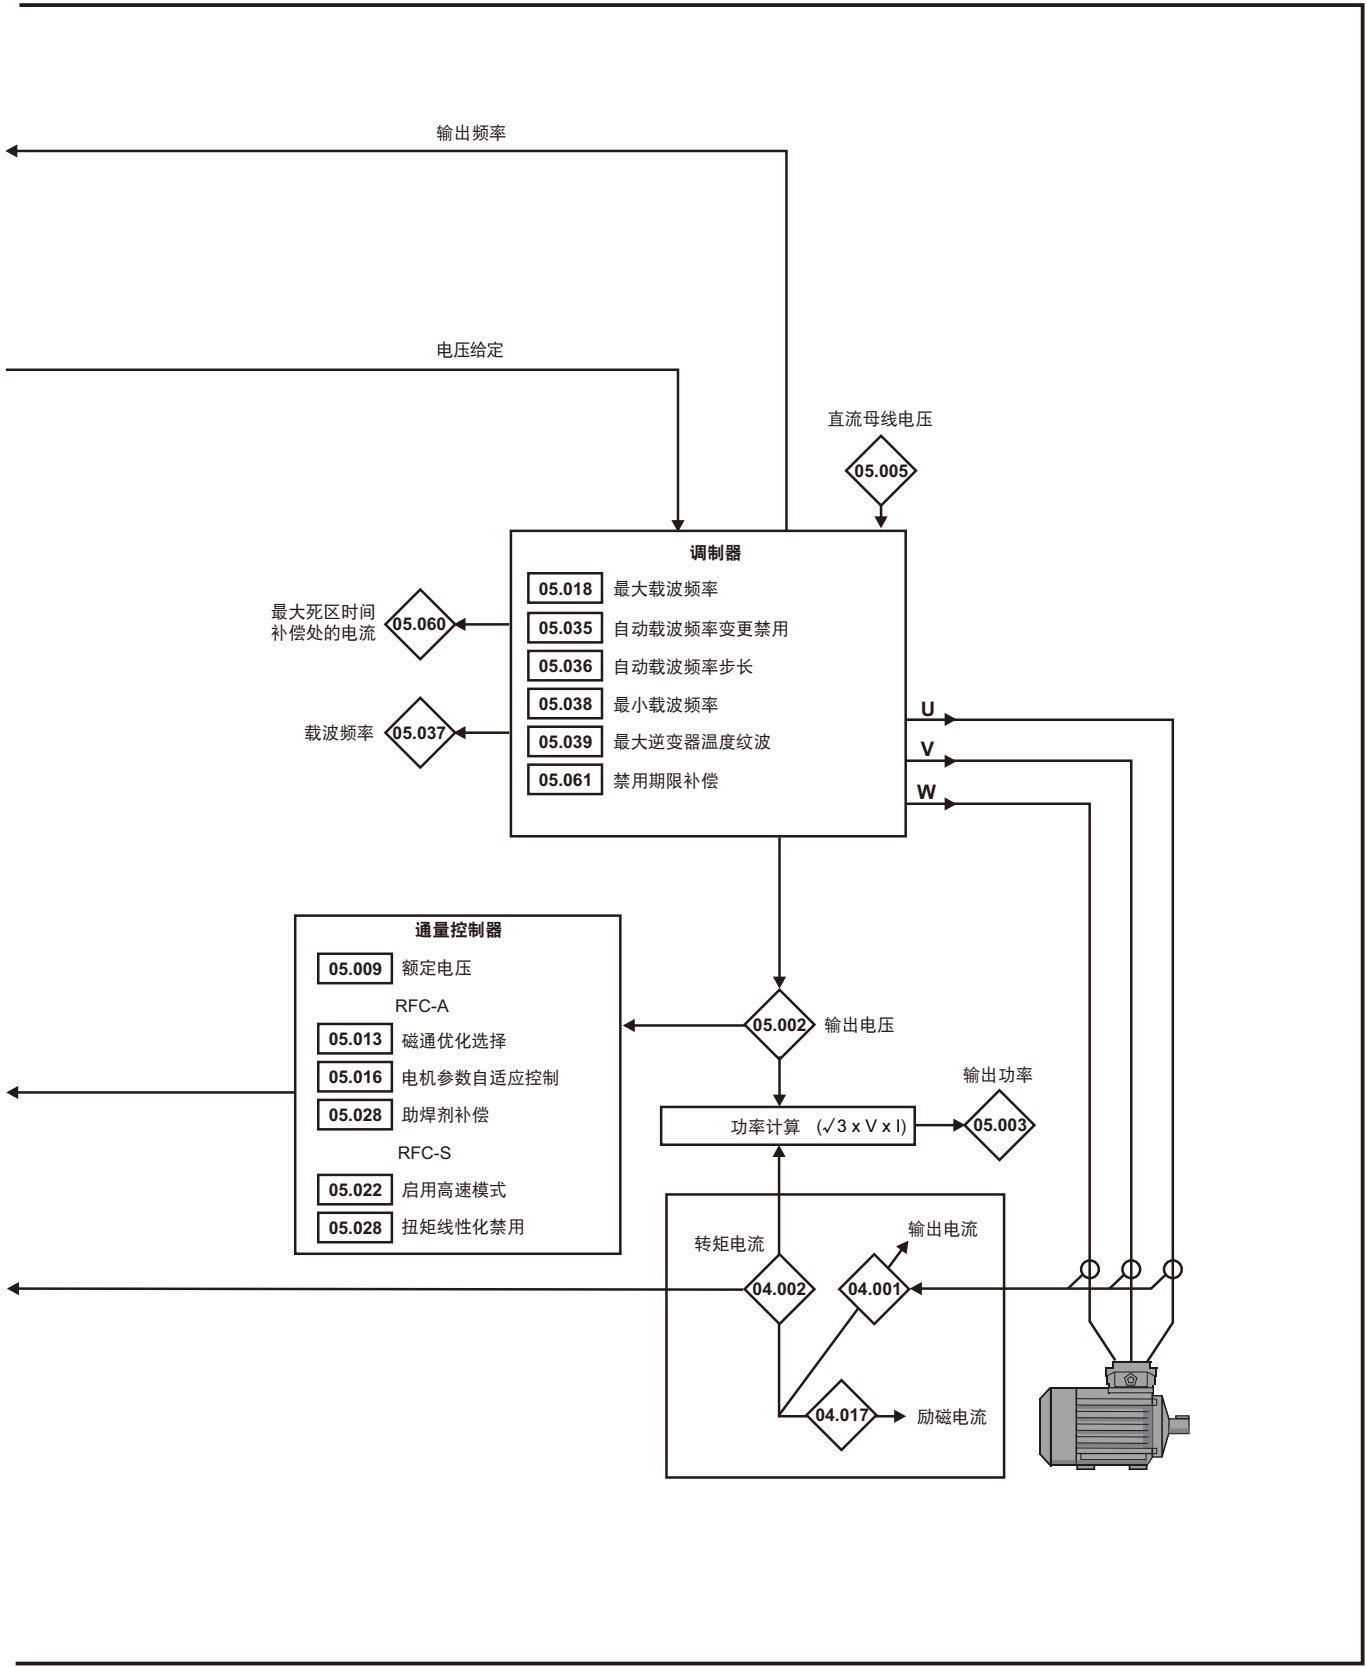 输出频率
电压给定
直流母线电压
05.005
调制器
05.018 最大载波频率
05.035 自动载波频率变更禁用
05.036 自动载波频率步长
05.038 最小载波频率
05.039 最大逆变器温度纹波
05.061 禁用期限补偿
最大死区时间
补偿处的电流
05.060
载波频率 05.037
U
V
W
通量控制器
05.009 额定电压
RFC-A
05.013 磁通优化选择
05.016 电机参数自适应控制
05.028 助焊剂补偿
RFC-S
05.022 启用高速模式
05.028 扭矩线性化禁用
05.002 输出电压
输出功率
功率计算 (√3 x V x I)
05.003
转矩电流
输出电流
04.002
04.001
04.017 励磁电流